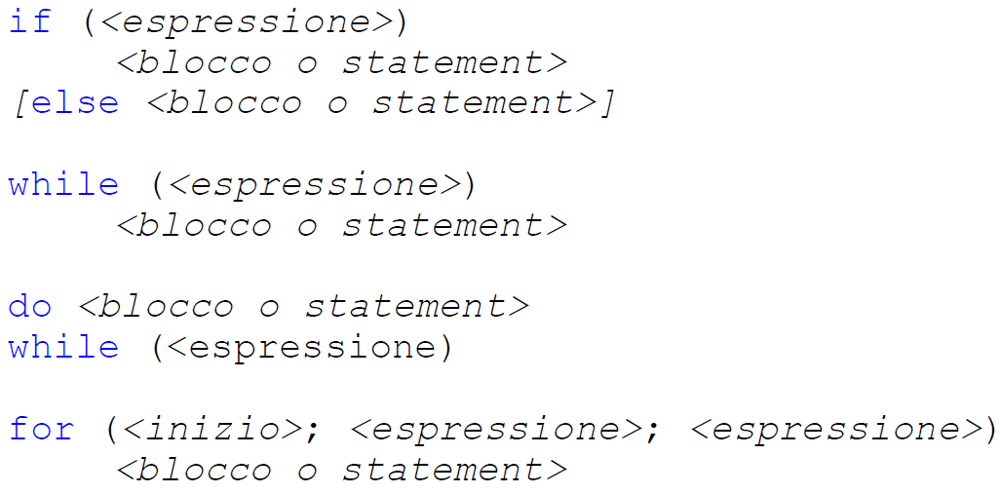 if (<espressione>)
<blocco o statement>
[else <blocco o statement>]
while (<espressione>)
<blocco o statement>
do <blocco o statement>
while (<espressione)
for (<inizio>; <espressione>; <espressione>)
<blocco o statement>